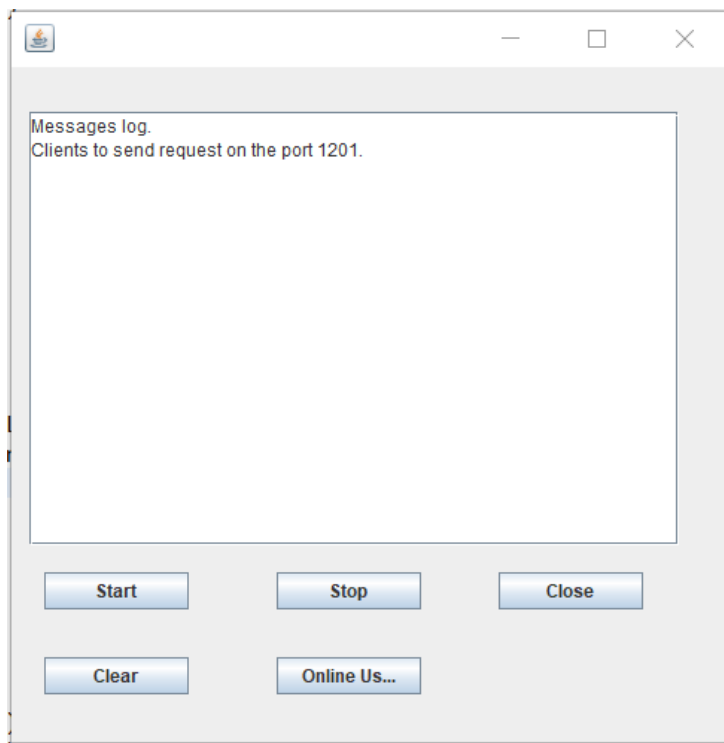 Messages log.
Clients to send request on the port 1201.
Start
Stop
Close
Clear
Online Us...